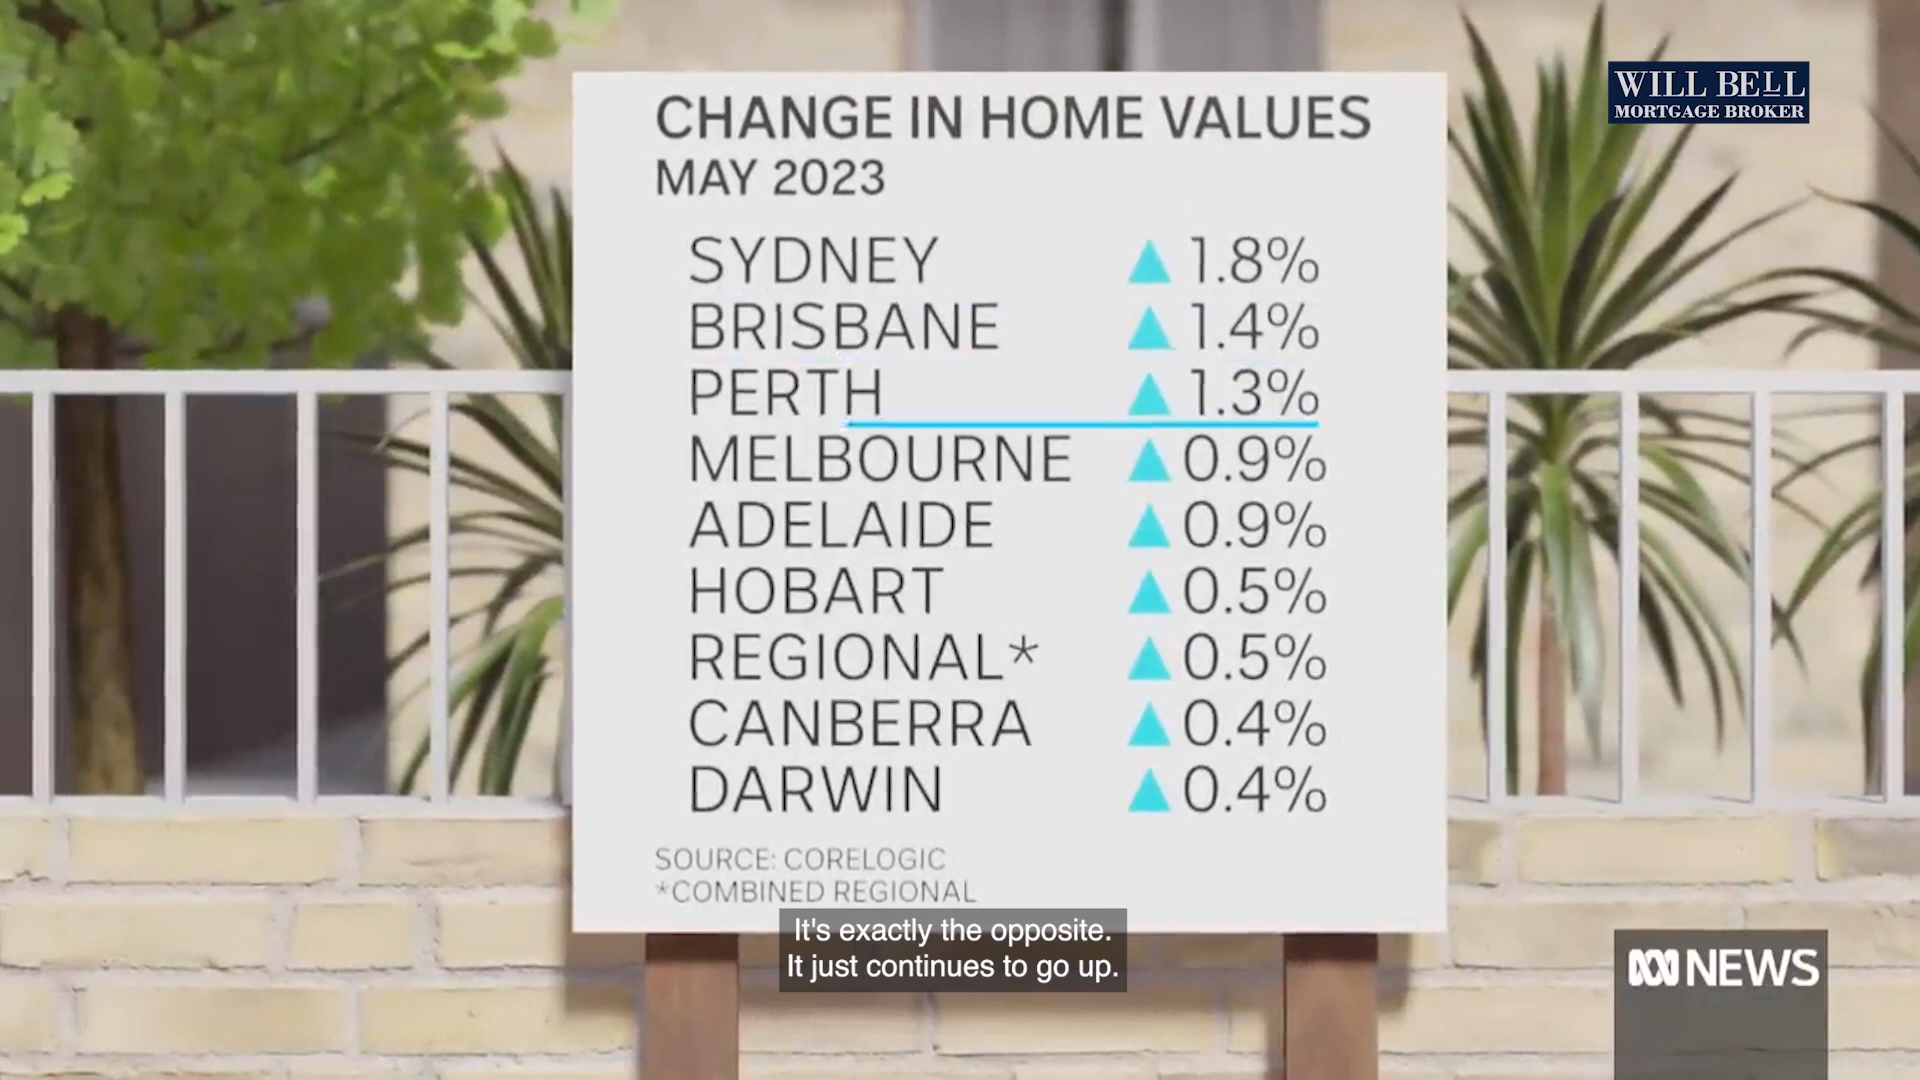 WILL BELL
MORTGAGE BROKER
CHANGE IN HOME VALUES
MAY 2023
SYDNEY ▲ 1.8%
BRISBANE ▲ 1.4%
PERTH ▲ 1.3%
MELBOURNE ▲ 0.9%
ADELAIDE ▲ 0.9%
HOBART ▲ 0.5%
REGIONAL* ▲ 0.5%
CANBERRA ▲ 0.4%
DARWIN ▲ 0.4%
SOURCE: CORELOGIC
*COMBINED REGIONAL
It's exactly the opposite.
It just continues to go up.
NEWS